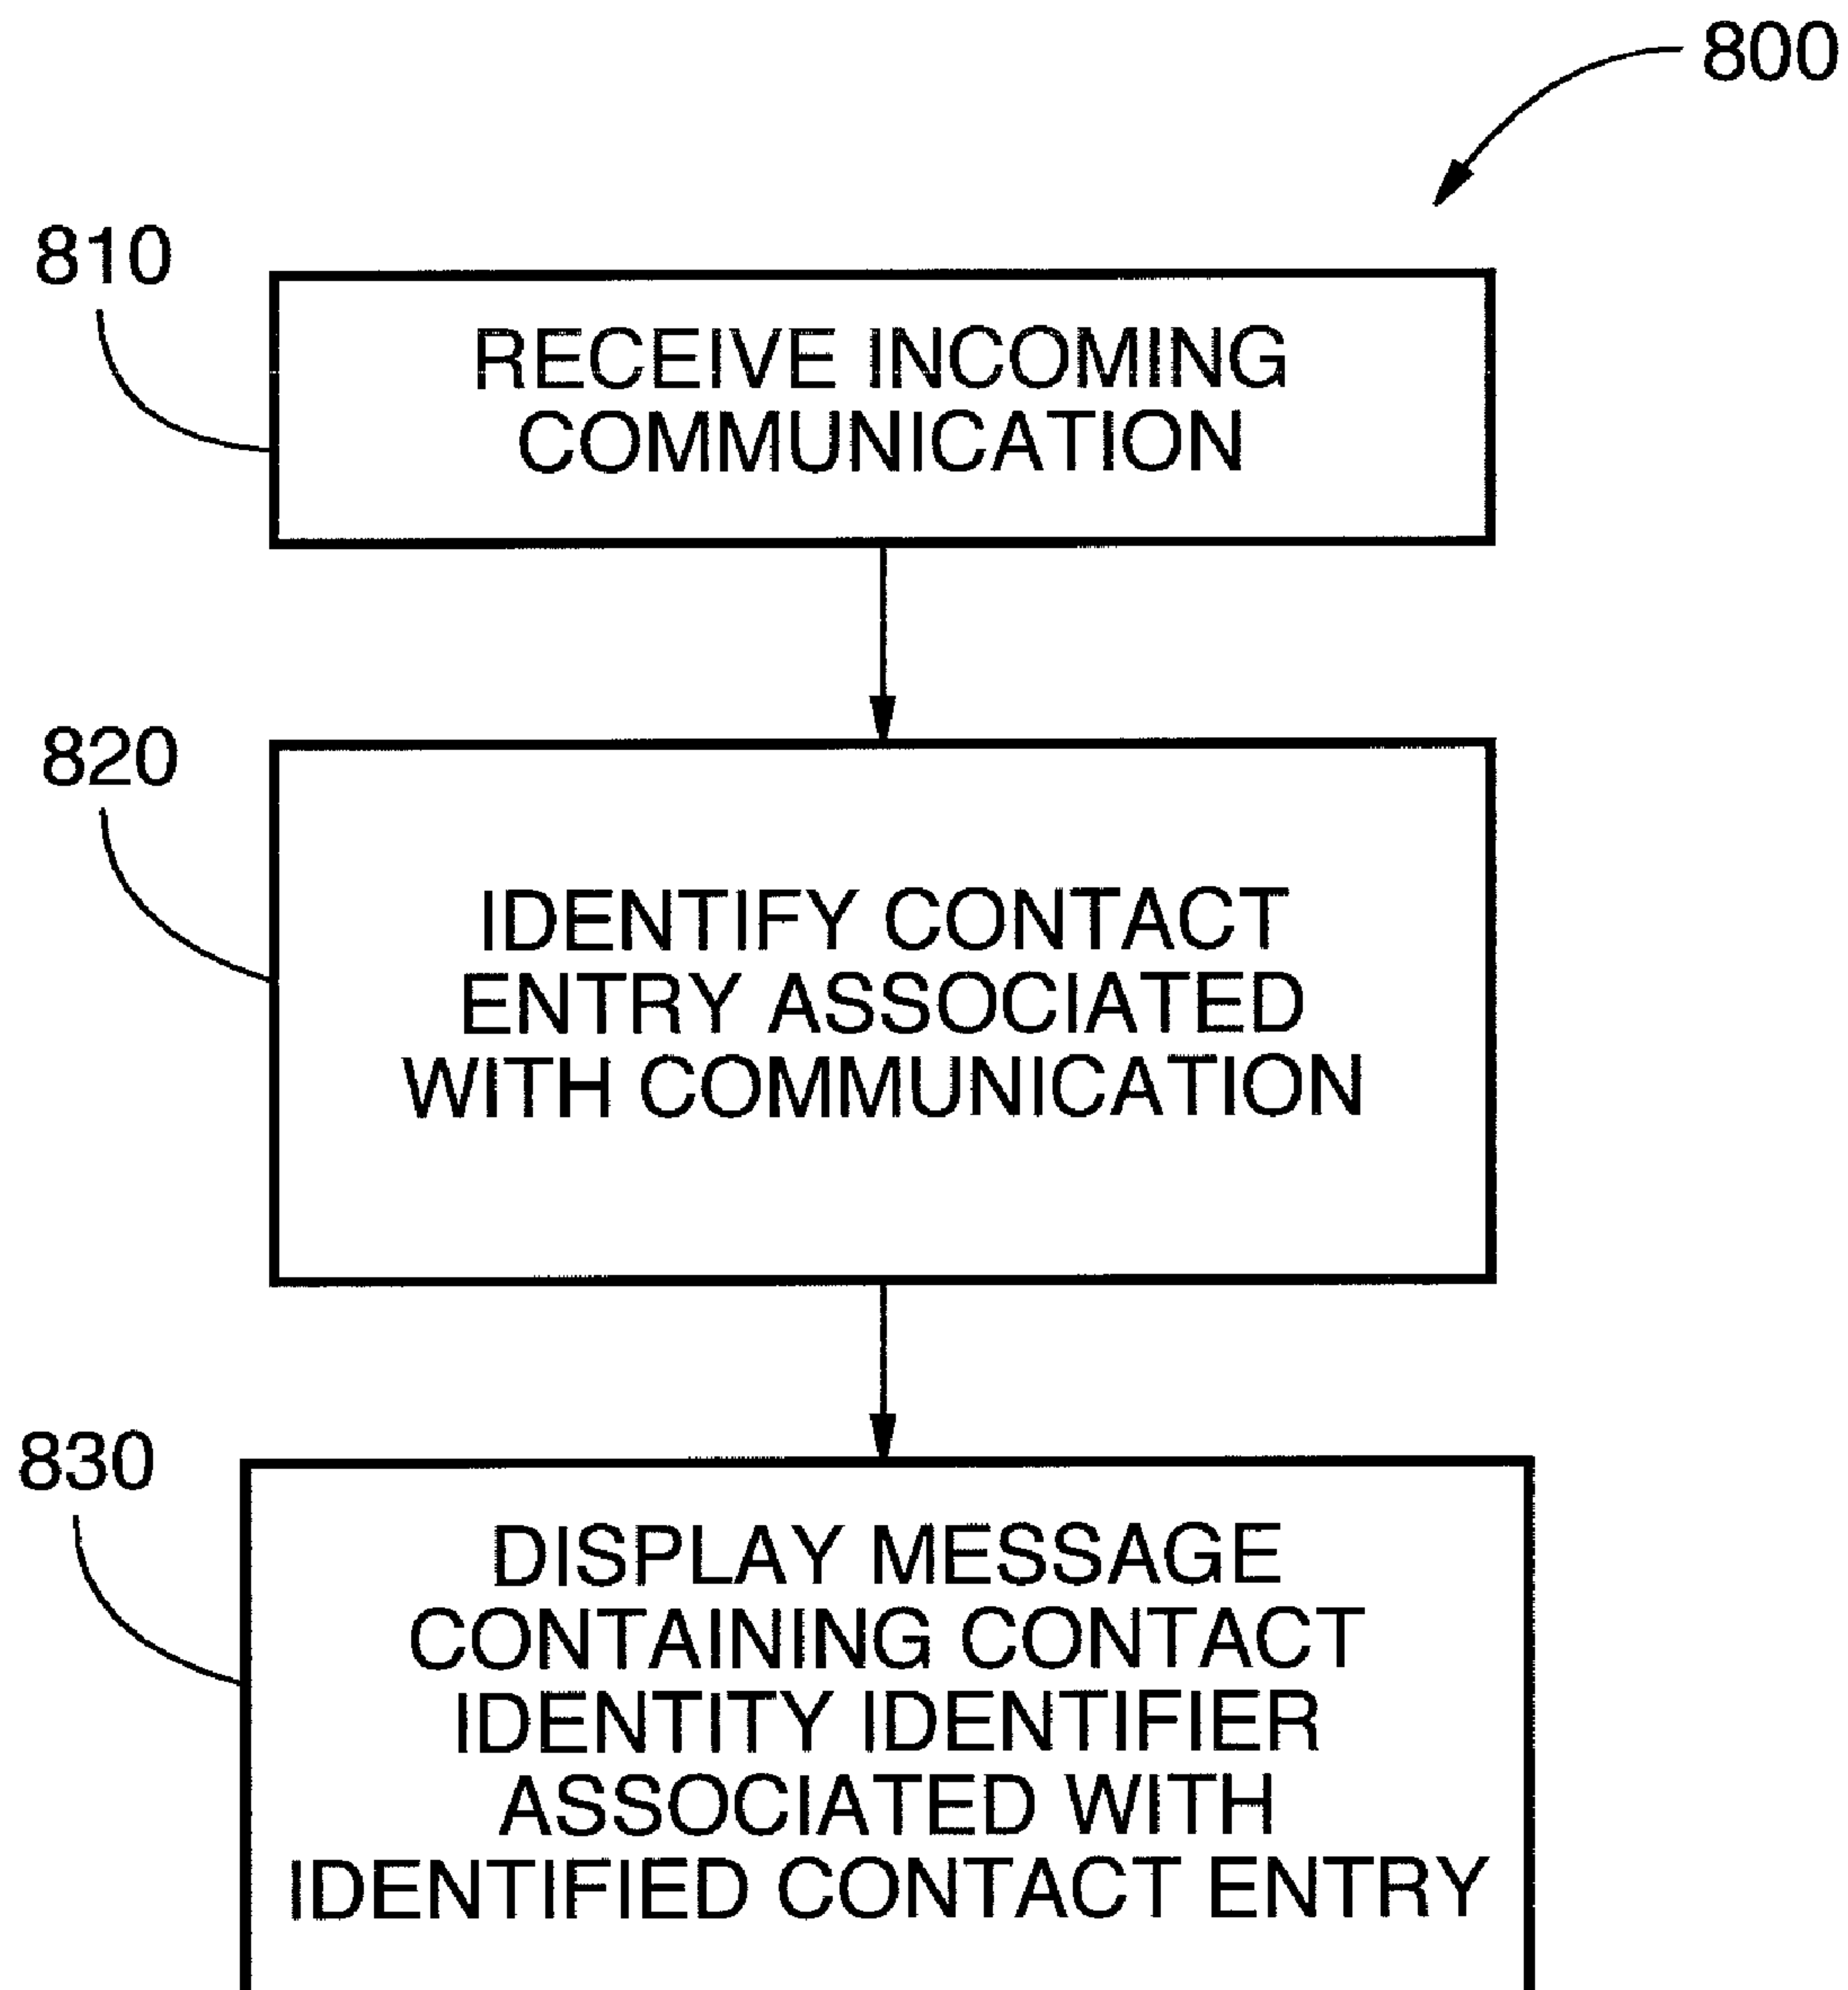 800
810
RECEIVE INCOMING
COMMUNICATION
820
IDENTIFY CONTACT
ENTRY ASSOCIATED
WITH COMMUNICATION
830
DISPLAY MESSAGE
CONTAINING CONTACT
IDENTITY IDENTIFIER
ASSOCIATED WITH
IDENTIFIED CONTACT ENTRY